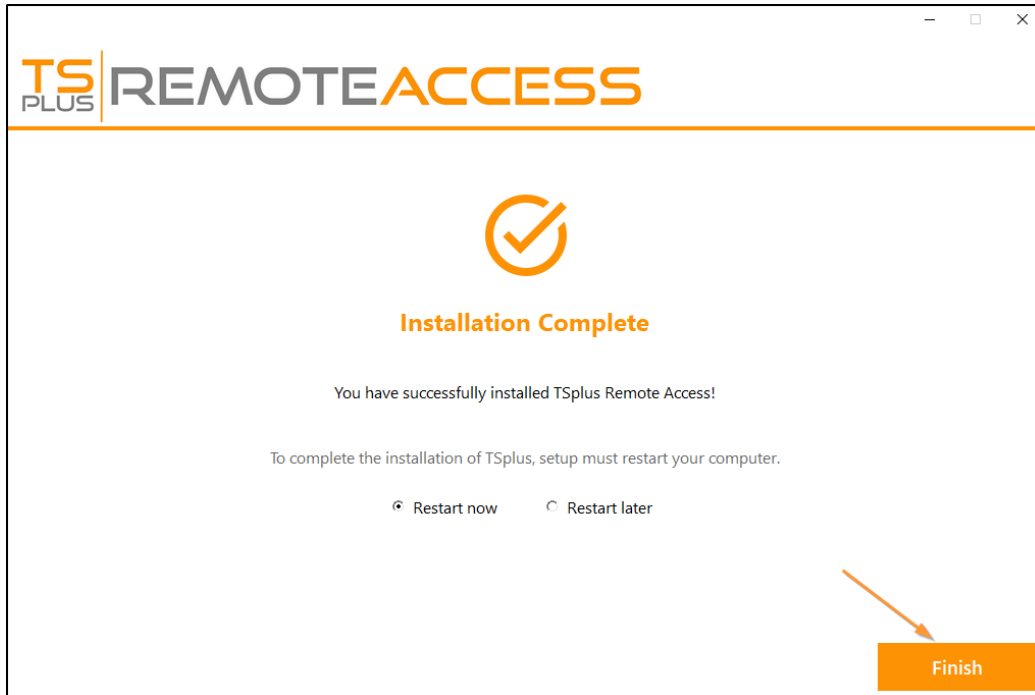 TS
PLUS
REMOTEACCESS
Installation Complete
You have successfully installed TSplus Remote Access!
To complete the installation of TSplus, setup must restart your computer.
Restart now Restart later
Finish